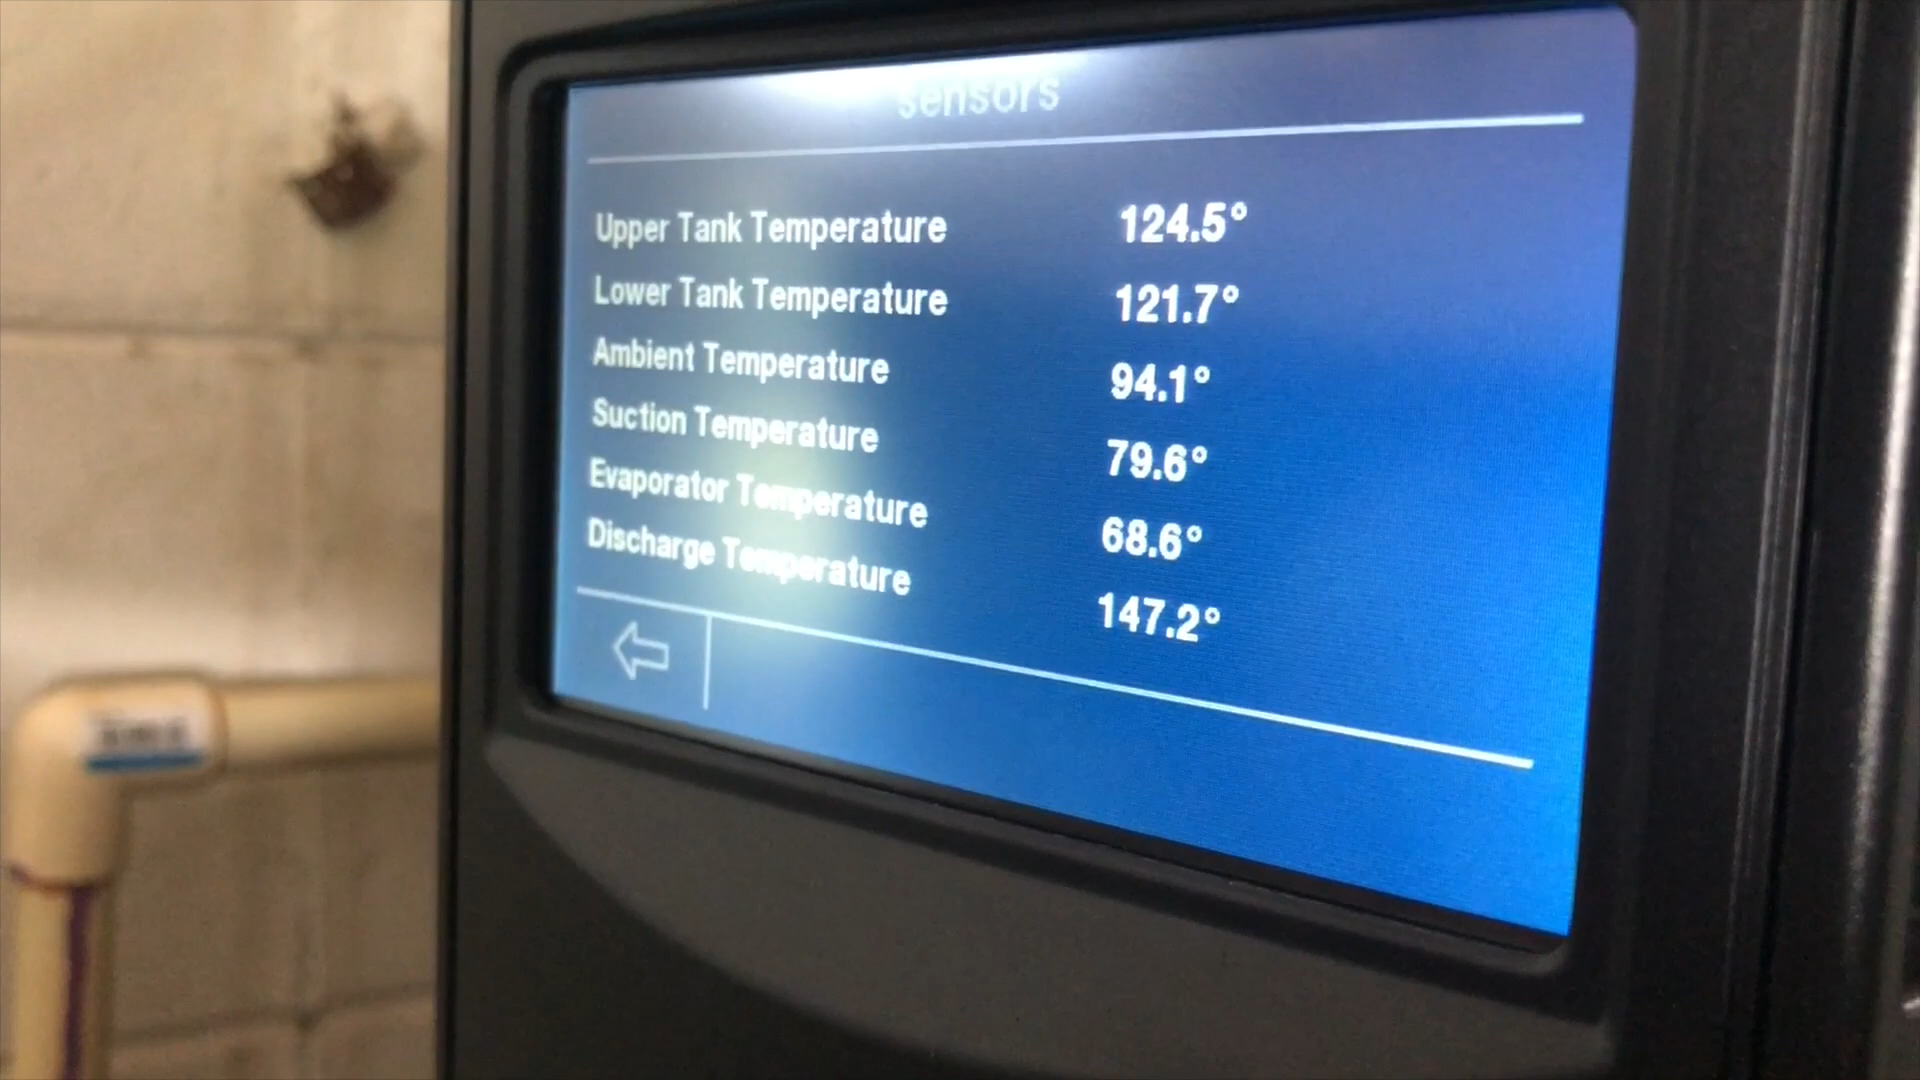 sensors
Upper Tank Temperature 124.5°
Lower Tank Temperature 121.7°
Ambient Temperature 94.1°
Suction Temperature 79.6°
Evaporator Temperature 68.6°
Discharge Temperature 147.2°